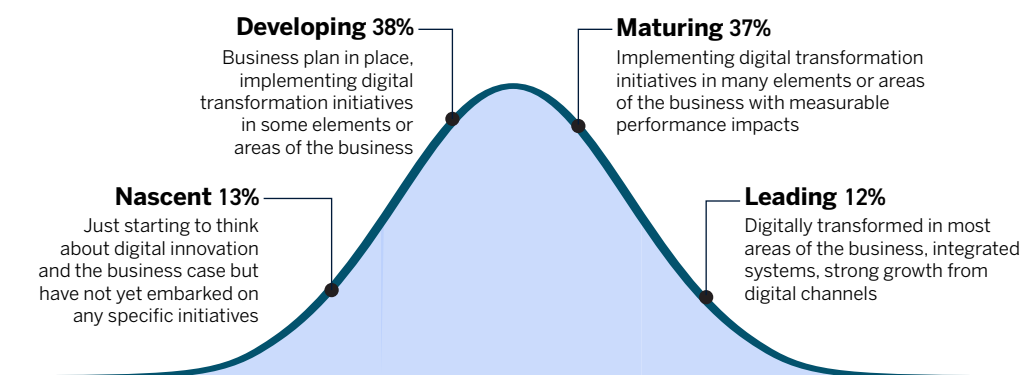 Developing 38%
Business plan in place,
implementing digital
transformation initiatives
in some elements or
areas of the business
Maturing 37%
Implementing digital transformation
initiatives in many elements or areas
of the business with measurable
performance impacts
Nascent 13%
Just starting to think
about digital innovation
and the business case but
have not yet embarked on
any specific initiatives
Leading 12%
Digitally transformed in most
areas of the business, integrated
systems, strong growth from
digital channels